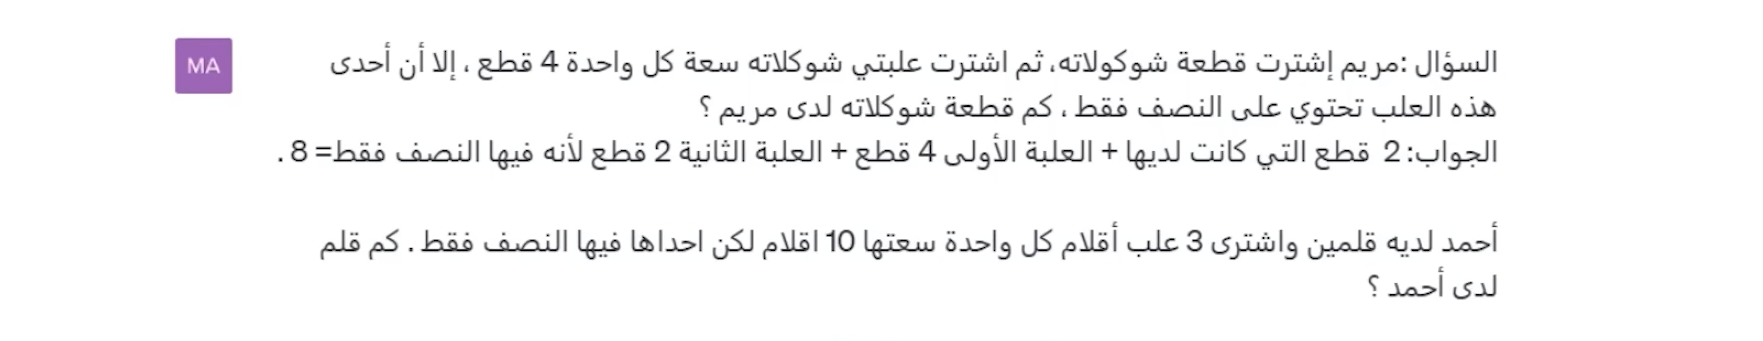 MA
السؤال :مريم إشترت قطعة شوكولاته، ثم اشترت علبتي شوكلاته سعة كل واحدة 4 قطع ، إلا أن أحدى
هذه العلب تحتوي على النصف فقط ، كم قطعة شوكلاته لدى مريم ؟
الجواب: 2 قطع التي كانت لديها + العلبة الأولى 4 قطع + العلبة الثانية 2 قطع لأنه فيها النصف فقط= 8 .
أحمد لديه قلمين واشترى 3 علب أقلام كل واحدة سعتها 10 اقلام لكن احداها فيها النصف فقط . كم قلم
لدى أحمد ؟